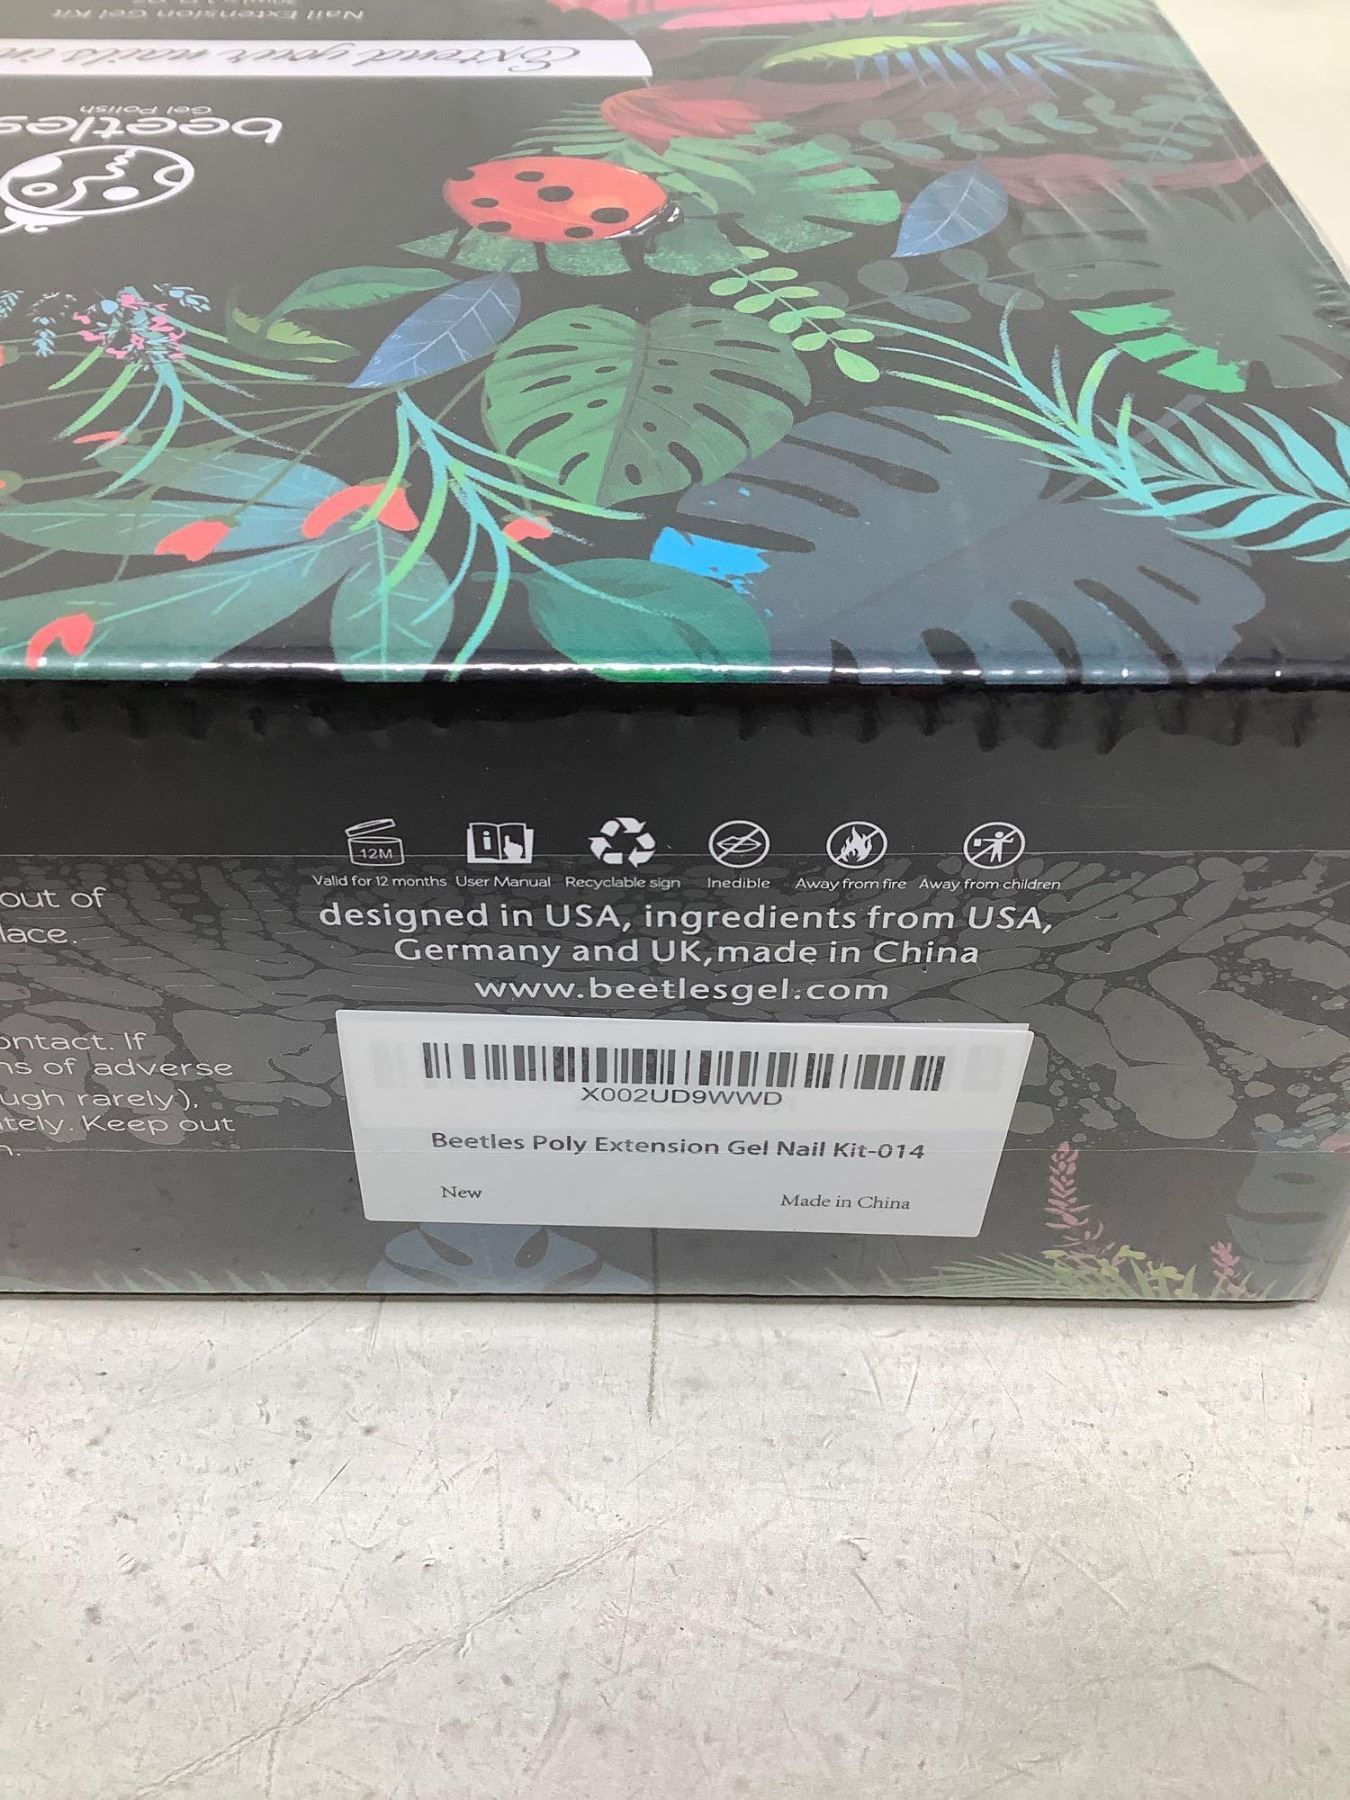 Nail Extension Gel Kit
Extend your nails in
beetles
Gel Polish
12M
Valid for 12 months User Manual Recyclable sign Inedible Away from fire Away from children
designed in USA, ingredients from USA,
Germany and UK,made in China
www.beetlesgel.com
out of
lace.
ontact. If
ns of adverse
ugh rarely),
tely. Keep out
n.
X002UD9WWD
Beetles Poly Extension Gel Nail Kit-014
New
Made in China